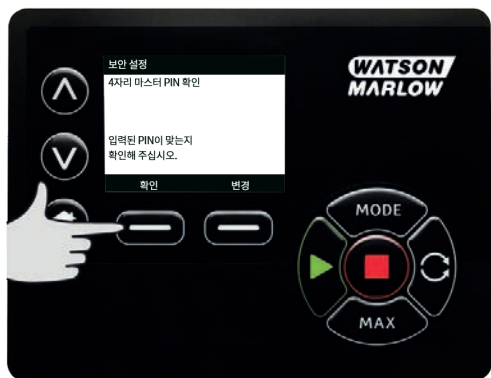 보안 설정
4자리 마스터 PIN 확인
입력된 PIN이 맞는지
확인해 주십시오.
확인 변경
WATSON
MARLOW
MODE
MAX